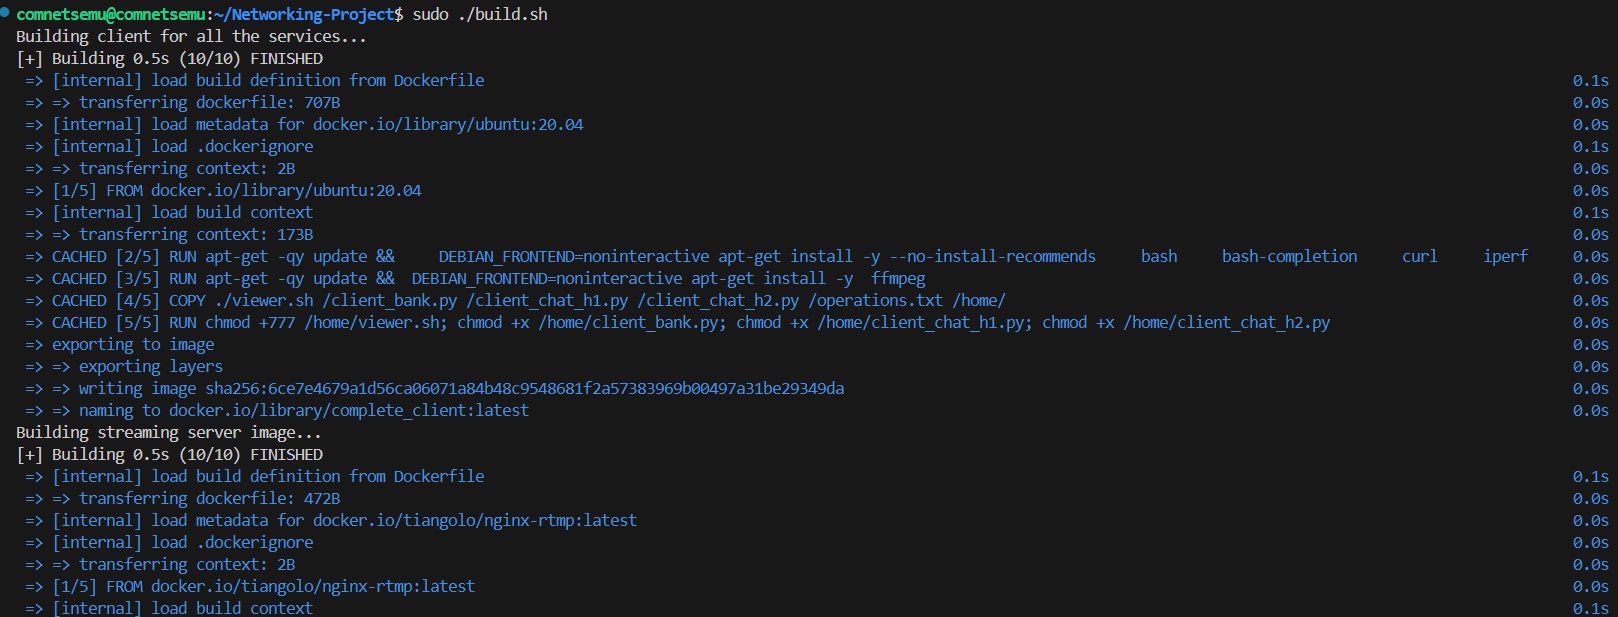 comnetsemu@comnetsemu:~/Networking-Project$ sudo ./build.sh
Building client for all the services...
[+] Building 0.5s (10/10) FINISHED
=> [internal] load build definition from Dockerfile 0.1s
=> => transferring dockerfile: 707B 0.0s
=> [internal] load metadata for docker.io/library/ubuntu:20.04 0.0s
=> [internal] load .dockerignore 0.1s
=> => transferring context: 2B 0.0s
=> [1/5] FROM docker.io/library/ubuntu:20.04 0.0s
=> [internal] load build context 0.1s
=> => transferring context: 173B 0.0s
=> CACHED [2/5] RUN apt-get -qy update &&     DEBIAN_FRONTEND=noninteractive apt-get install -y --no-install-recommends     bash     bash-completion     curl     iperf 0.0s
=> CACHED [3/5] RUN apt-get -qy update &&  DEBIAN_FRONTEND=noninteractive apt-get install -y  ffmpeg 0.0s
=> CACHED [4/5] COPY ./viewer.sh /client_bank.py /client_chat_h1.py /client_chat_h2.py /operations.txt /home/ 0.0s
=> CACHED [5/5] RUN chmod +777 /home/viewer.sh; chmod +x /home/client_bank.py; chmod +x /home/client_chat_h1.py; chmod +x /home/client_chat_h2.py 0.0s
=> exporting to image 0.0s
=> => exporting layers 0.0s
=> => writing image sha256:6ce7e4679a1d56ca06071a84b48c9548681f2a57383969b00497a31be29349da 0.0s
=> => naming to docker.io/library/complete_client:latest 0.0s
Building streaming server image...
[+] Building 0.5s (10/10) FINISHED
=> [internal] load build definition from Dockerfile 0.1s
=> => transferring dockerfile: 472B 0.0s
=> [internal] load metadata for docker.io/tiangolo/nginx-rtmp:latest 0.0s
=> [internal] load .dockerignore 0.0s
=> => transferring context: 2B 0.0s
=> [1/5] FROM docker.io/tiangolo/nginx-rtmp:latest 0.0s
=> [internal] load build context 0.1s